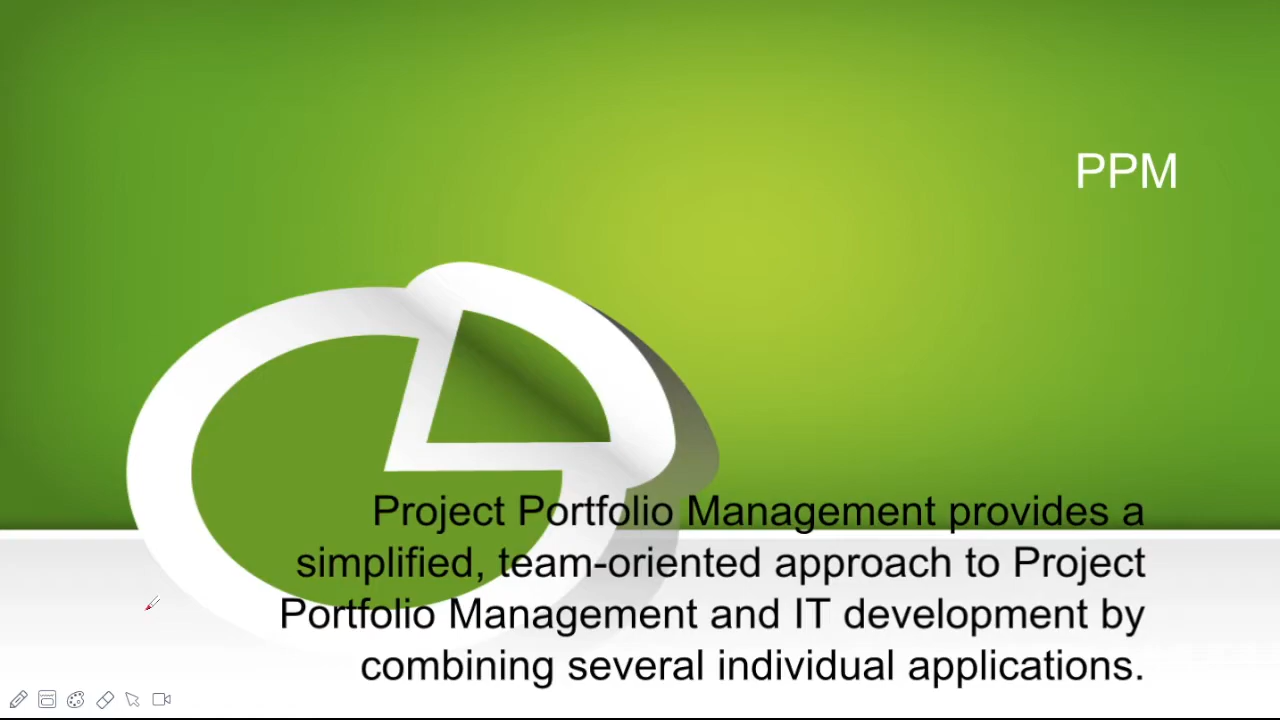 PPM
Project Portfolio Management provides a
simplified, team-oriented approach to Project
Portfolio Management and IT development by
combining several individual applications.